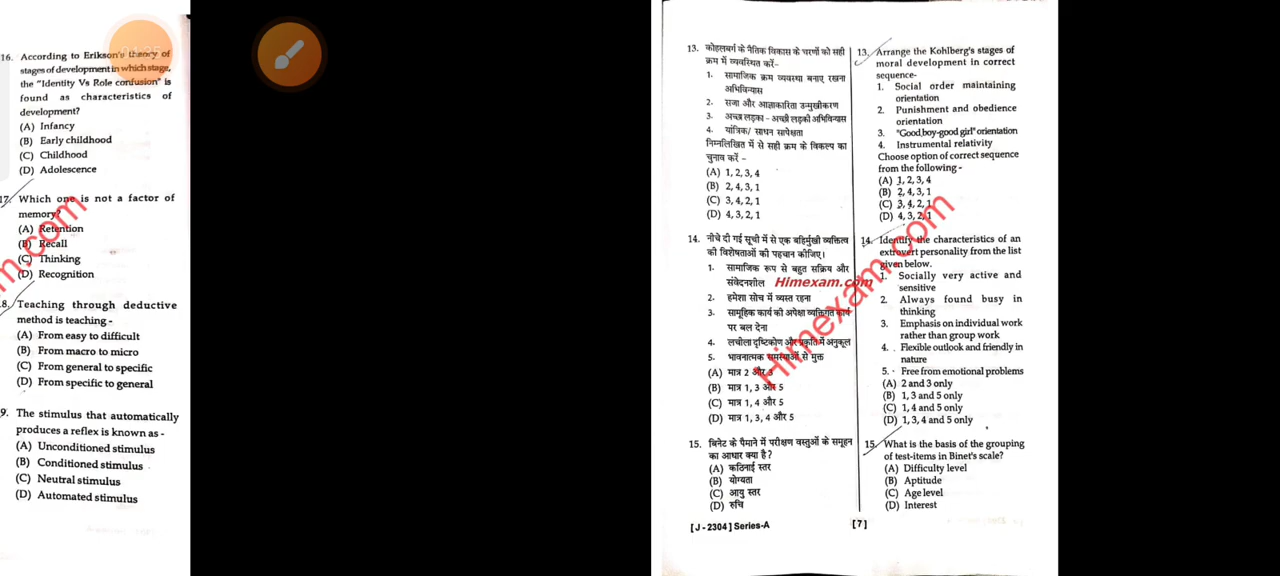 16. According to Erikson's theory of
stages of development in which stage,
the "Identity Vs Role confusion" is
found as characteristics of
development?
(A) Infancy
(B) Early childhood
(C) Childhood
(D) Adolescence
17. Which one is not a factor of
memory?
(A) Retention
(B) Recall
(C) Thinking
(D) Recognition
8. Teaching through deductive
method is teaching -
(A) From easy to difficult
(B) From macro to micro
(C) From general to specific
(D) From specific to general
9. The stimulus that automatically
produces a reflex is known as -
(A) Unconditioned stimulus
(B) Conditioned stimulus
(C) Neutral stimulus
(D) Automated stimulus
13. कोहलबर्ग के नैतिक विकास के चरणों को सही
क्रम में व्यवस्थित करें-
1. सामाजिक क्रम व्यवस्था बनाए रखना
अभिविन्यास
2. सजा और आज्ञाकारिता उन्मुखीकरण
3. अच्छा लड़का - अच्छी लड़की अभिविन्यास
4. यांत्रिक/ साधन सापेक्षता
निम्नलिखित में से सही क्रम के विकल्प का
चुनाव करें -
(A) 1, 2, 3, 4
(B) 2, 4, 3, 1
(C) 3, 4, 2, 1
(D) 4, 3, 2, 1
14. नीचे दी गई सूची में से एक बहिर्मुखी व्यक्तित्व
की विशेषताओं की पहचान कीजिए।
1. सामाजिक रूप से बहुत सक्रिय और
संवेदनशील Himexam.com
2. हमेशा सोच में व्यस्त रहना
3. सामूहिक कार्य की अपेक्षा व्यक्तिगत कार्य
पर बल देना
4. लचीला दृष्टिकोण और प्रकृति में अनुकूल
5. भावनात्मक समस्याओं से मुक्त
(A) मात्र 2 और 3
(B) मात्र 1, 3 और 5
(C) मात्र 1, 4 और 5
(D) मात्र 1, 3, 4 और 5
15. बिनेट के पैमाने में परीक्षण वस्तुओं के समूहन
का आधार क्या है?
(A) कठिनाई स्तर
(B) योग्यता
(C) आयु स्तर
(D) रुचि
[J - 2304] Series-A
13. Arrange the Kohlberg's stages of
moral development in correct
sequence-
1. Social order maintaining
orientation
2. Punishment and obedience
orientation
3. "Good,boy-good girl" orientation
4. Instrumental relativity
Choose option of correct sequence
from the following -
(A) 1, 2, 3, 4
(B) 2, 4, 3, 1
(C) 3, 4, 2, 1
(D) 4, 3, 2, 1
14. Identify the characteristics of an
extrovert personality from the list
given below.
1. Socially very active and
sensitive
2. Always found busy in
thinking
3. Emphasis on individual work
rather than group work
4. Flexible outlook and friendly in
nature
5. Free from emotional problems
(A) 2 and 3 only
(B) 1, 3 and 5 only
(C) 1, 4 and 5 only
(D) 1, 3, 4 and 5 only
15. What is the basis of the grouping
of test-items in Binet's scale?
(A) Difficulty level
(B) Aptitude
(C) Age level
(D) Interest
[7]
Himexam.com